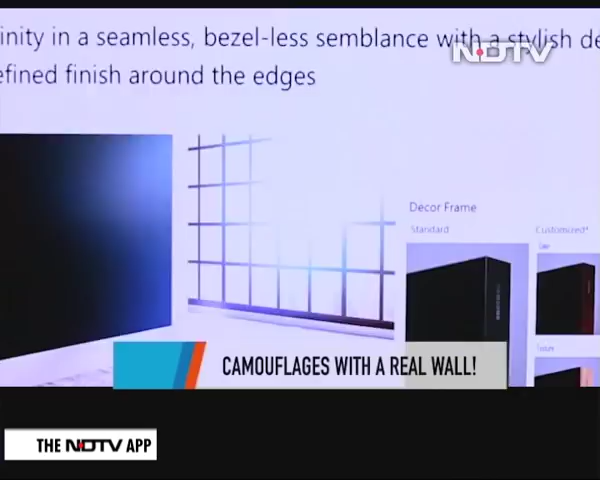 inity in a seamless, bezel-less semblance with a stylish de
efined finish around the edges
NDTV
Decor Frame
Standard
Customized*
CAMOUFLAGES WITH A REAL WALL!
THE NDTV APP